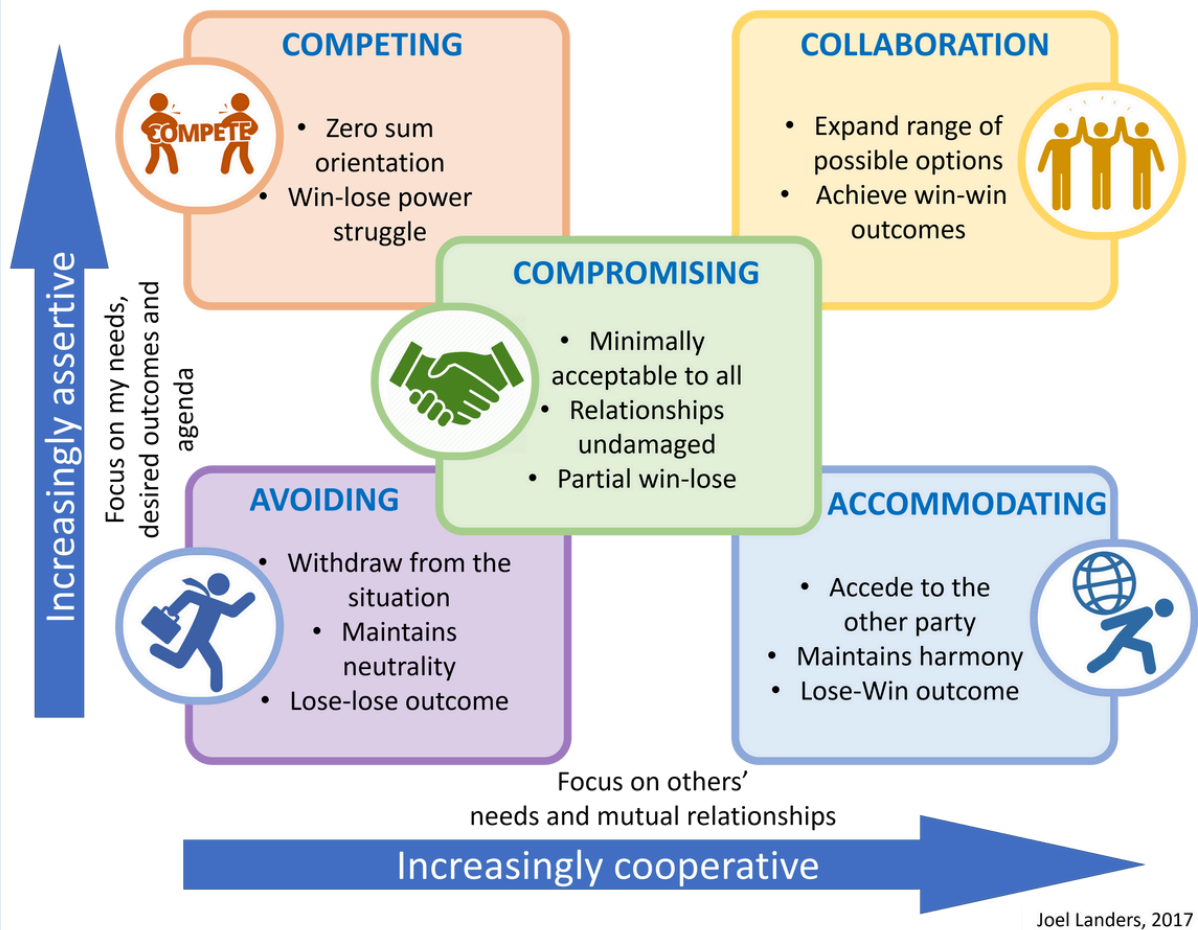 COMPETING
COMPETE
• Zero sum
orientation
• Win-lose power
struggle
COLLABORATION
• Expand range of
possible options
• Achieve win-win
outcomes
COMPROMISING
• Minimally
acceptable to all
• Relationships
undamaged
• Partial win-lose
Increasingly assertive
Focus on my needs,
desired outcomes and
agenda
AVOIDING
• Withdraw from the
situation
• Maintains
neutrality
• Lose-lose outcome
ACCOMMODATING
• Accede to the
other party
• Maintains harmony
• Lose-Win outcome
Focus on others’
needs and mutual relationships
Increasingly cooperative
Joel Landers, 2017